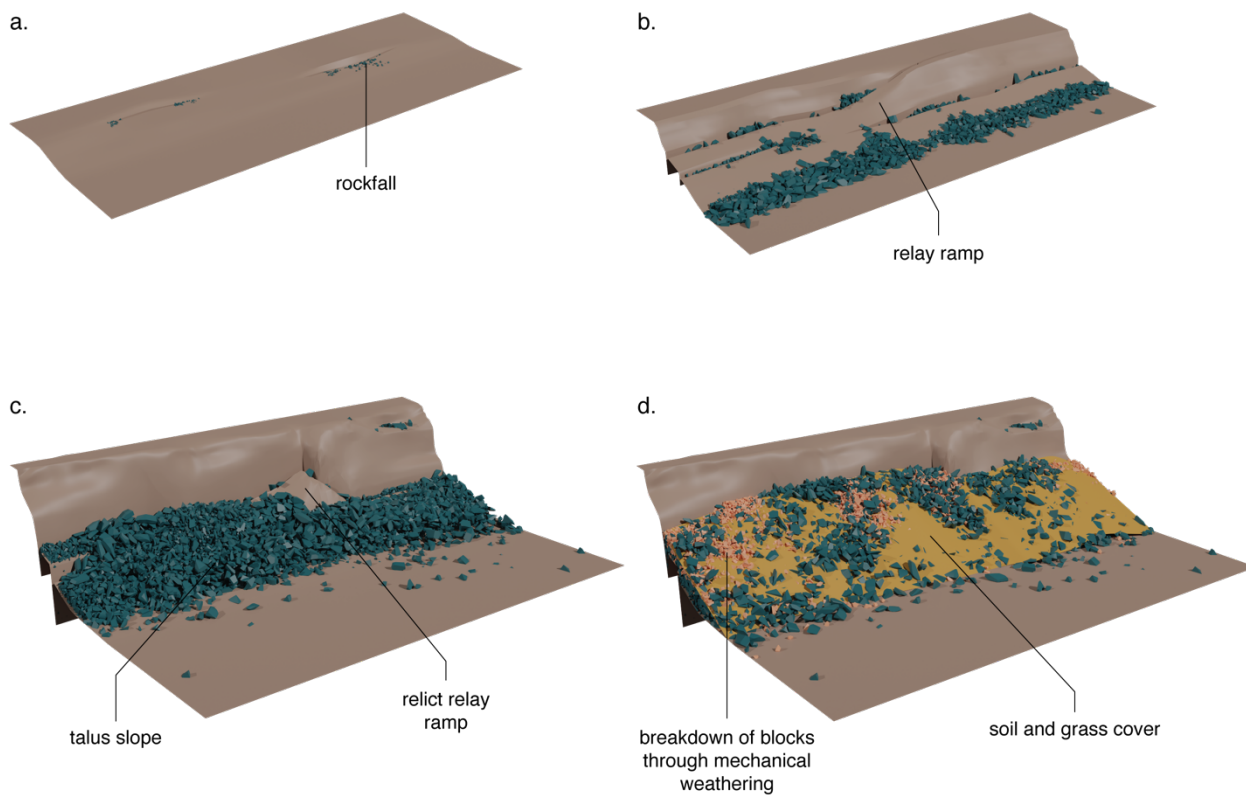 a.
rockfall
b.
relay ramp
c.
talus slope
relict relay
ramp
d.
breakdown of blocks
through mechanical
weathering
soil and grass cover